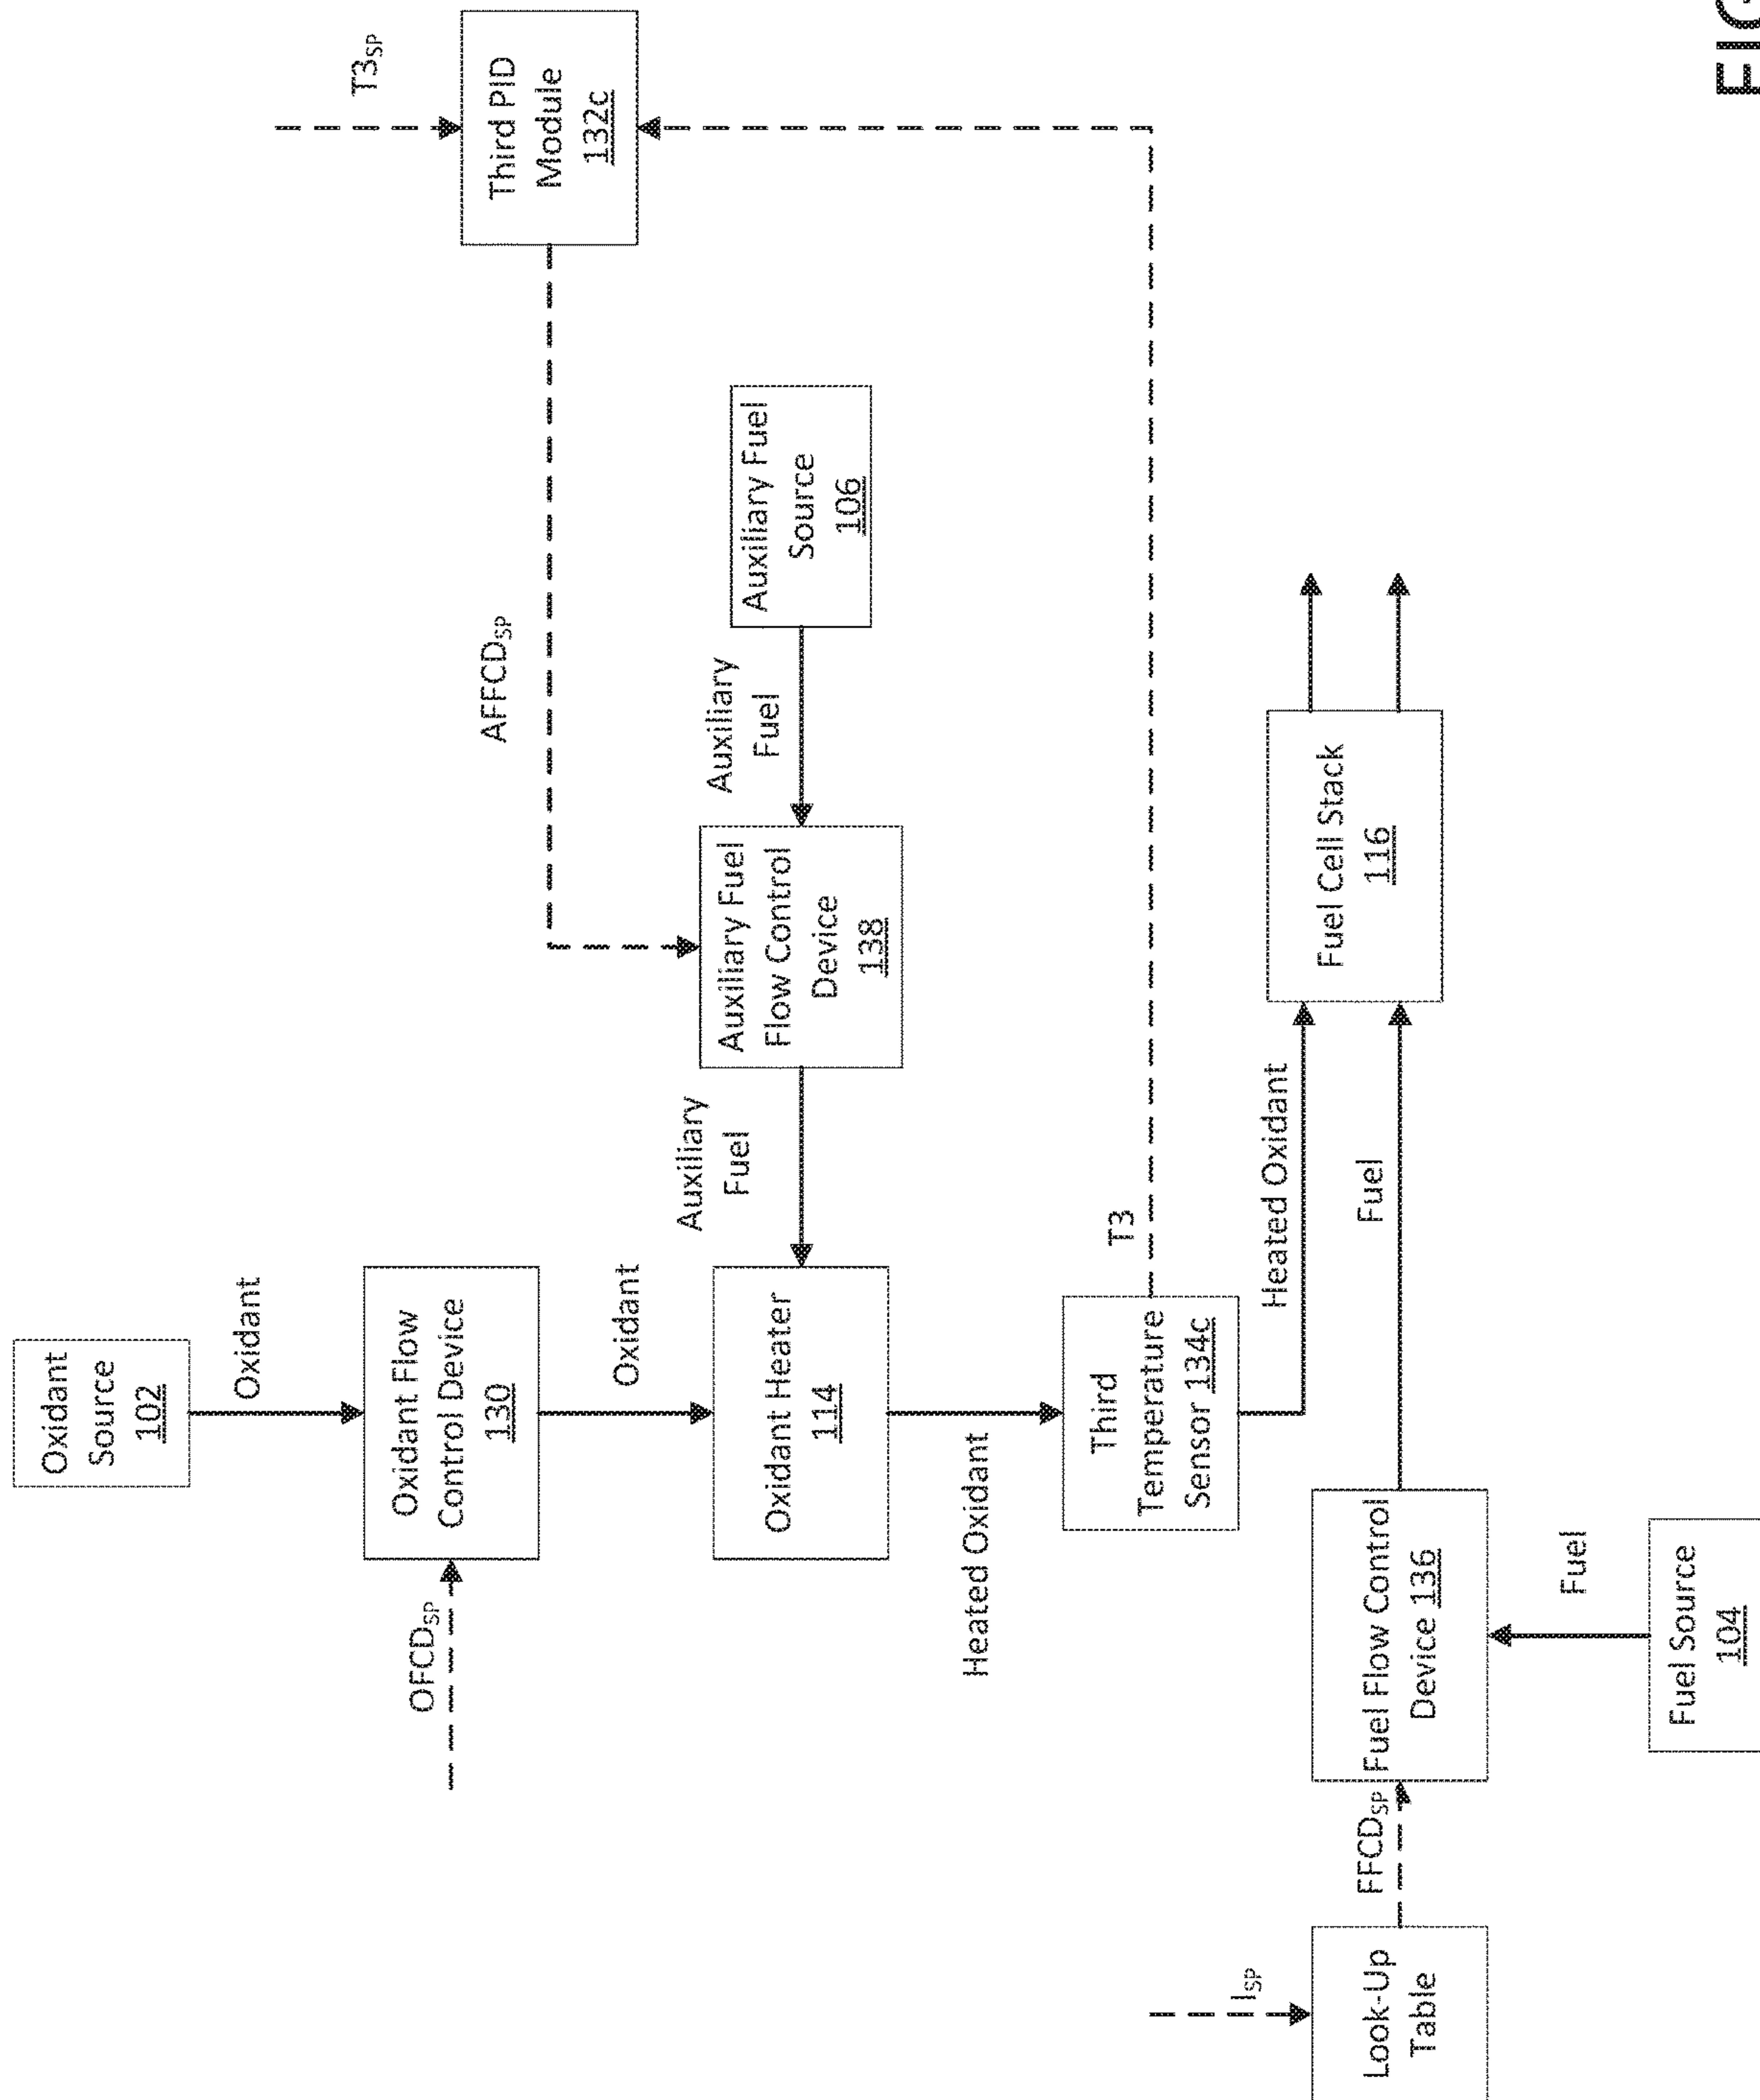 Oxidant
Source
102
Oxidant
OFCD_SP
Oxidant Flow
Control Device
130
Oxidant
Oxidant Heater
114
Auxiliary
Fuel
Auxiliary Fuel
Flow Control
Device
138
Auxiliary
Fuel
Auxiliary Fuel
Source
106
AFFCD_SP
T3_SP
Third PID
Module
132c
Heated Oxidant
Third
Temperature
Sensor 134c
T3
Heated Oxidant
Fuel
Fuel Cell Stack
116
I_SP
Look-Up
Table
FFCD_SP
Fuel Flow Control
Device 136
Fuel
Fuel Source
104